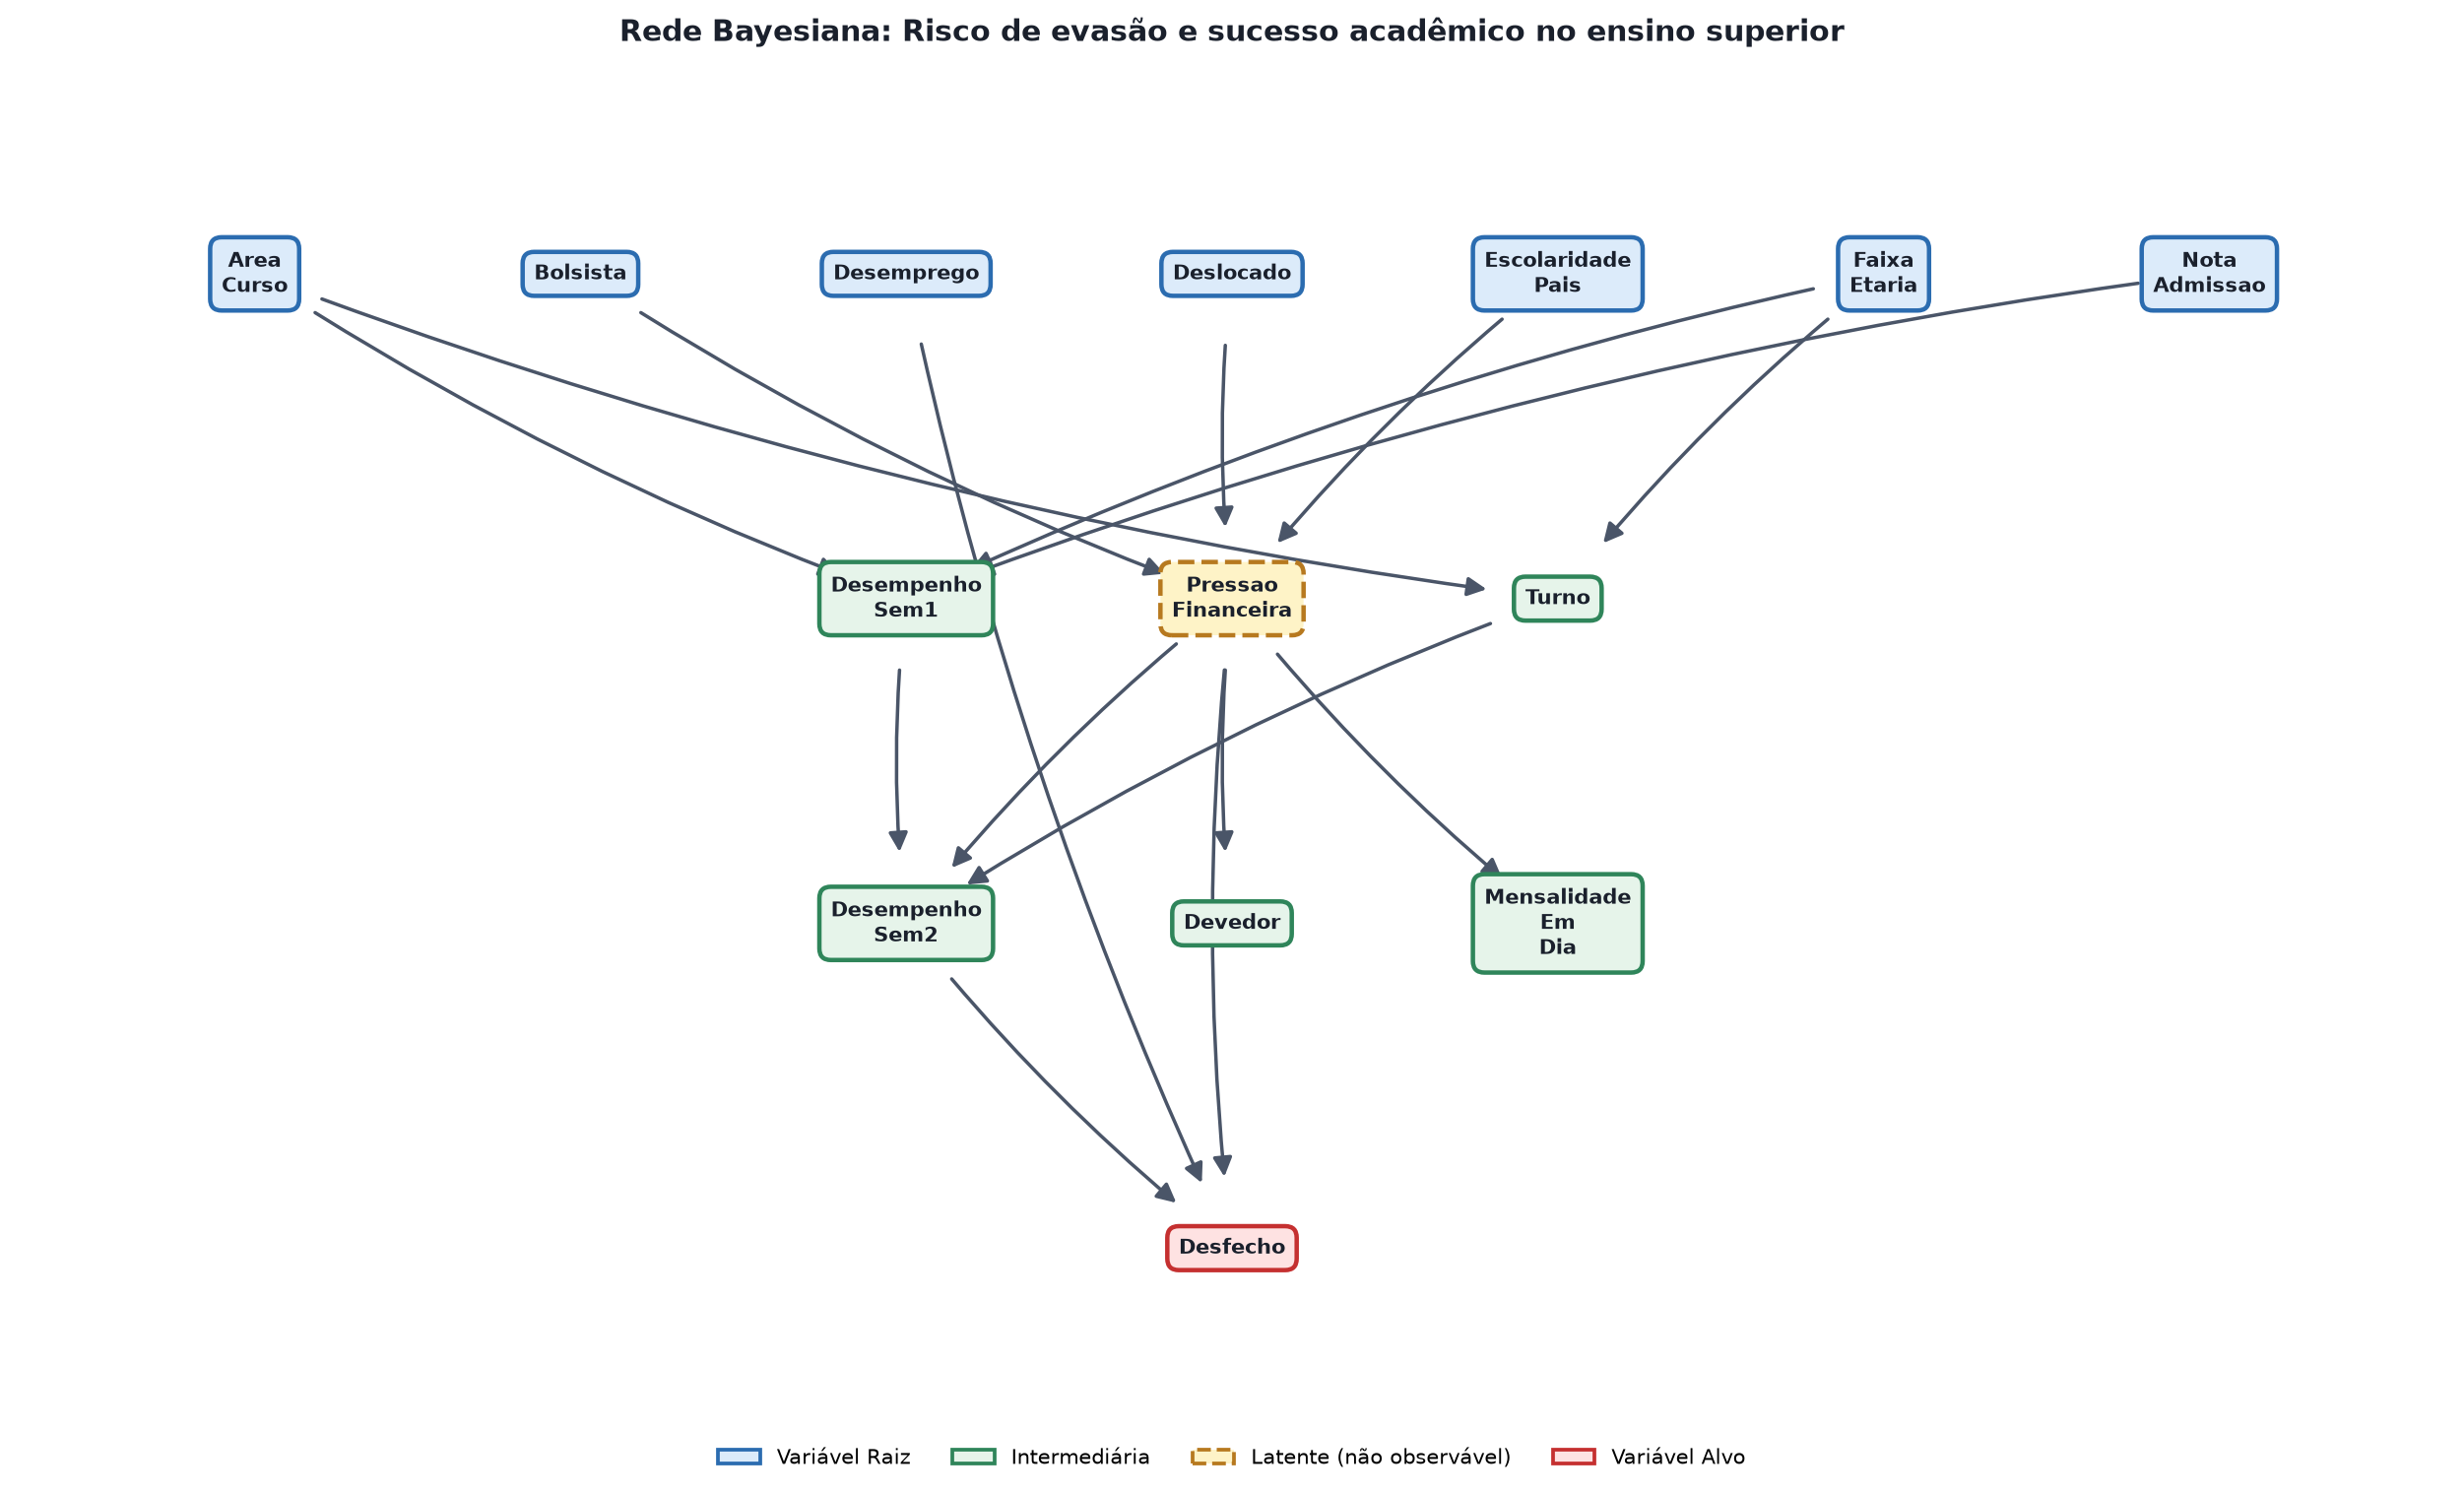 Rede Bayesiana: Risco de evasão e sucesso acadêmico no ensino superior
Area
Curso
Bolsista
Desemprego
Deslocado
Escolaridade
Pais
Faixa
Etaria
Nota
Admissao
Desempenho
Sem1
Pressao
Financeira
Turno
Desempenho
Sem2
Devedor
Mensalidade
Em
Dia
Desfecho
Variável Raiz
Intermediária
Latente (não observável)
Variável Alvo